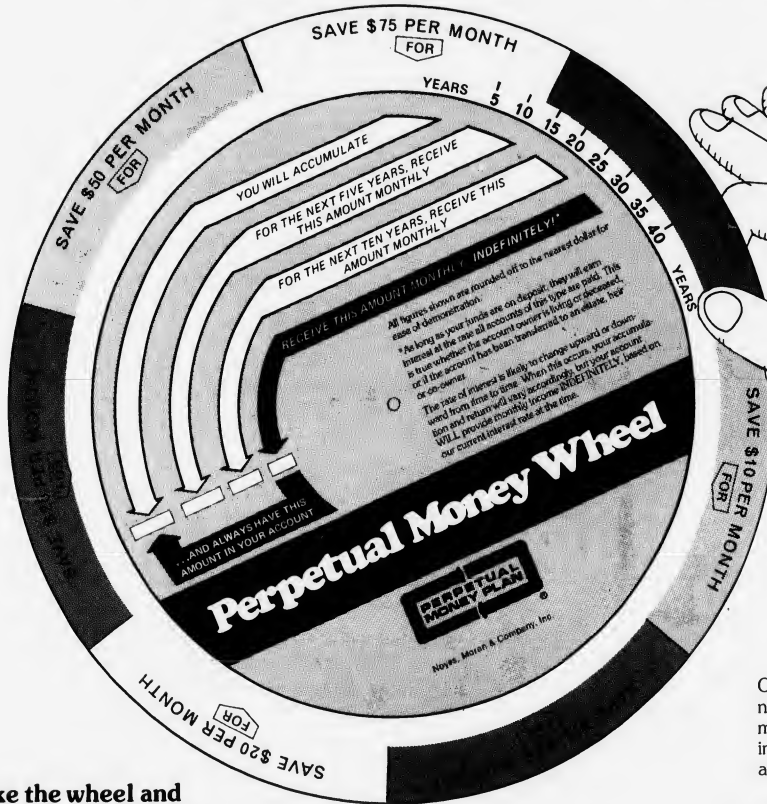 SAVE $75 PER MONTH
FOR
SAVE $50 PER MONTH
FOR
YEARS 5 10 15 20 25 30 35 40 YEARS
YOU WILL ACCUMULATE
FOR THE NEXT FIVE YEARS, RECEIVE
THIS AMOUNT MONTHLY
FOR THE NEXT TEN YEARS, RECEIVE THIS
AMOUNT MONTHLY
RECEIVE THIS AMOUNT MONTHLY, INDEFINITELY!*
All figures shown are rounded off to the nearest dollar for
ease of demonstration.
*As long as your funds are on deposit, they will earn
interest at the rate all accounts of this type are paid. This
is true whether the account owner is living or deceased,
or if the account has been transferred to an estate, heir
or co-owner.
The rate of interest is likely to change upward or down-
ward from time to time. When this occurs, your accumula-
tion and return will vary accordingly, but your account
WILL provide monthly income INDEFINITELY, based on
our current interest rate at the time.
...AND ALWAYS HAVE THIS
AMOUNT IN YOUR ACCOUNT
Perpetual Money Wheel
PERPETUAL
MONEY PLAN
®
Noyes, Moran & Company, Inc.
SAVE $10 PER MONTH
FOR
SAVE $20 PER MONTH
FOR
ke the wheel and